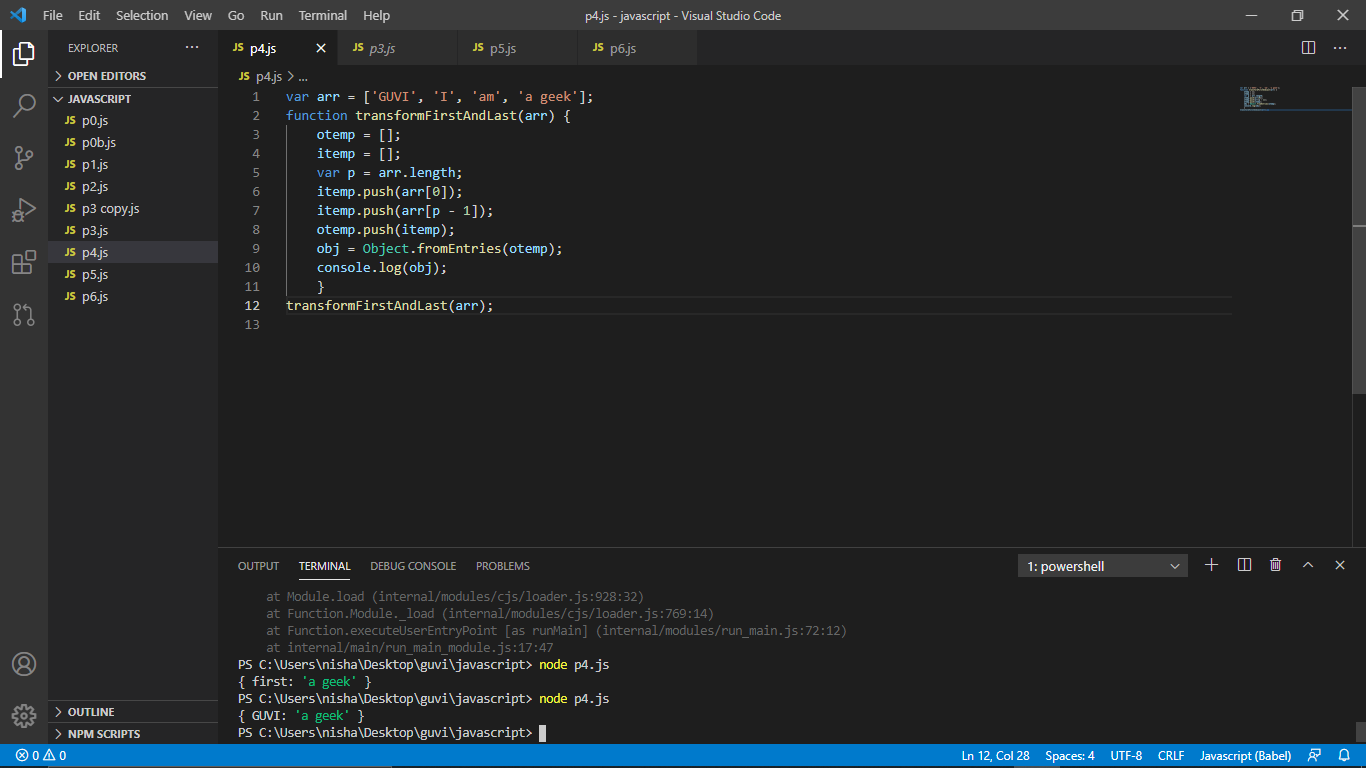 File Edit Selection View Go Run Terminal Help p4.js - javascript - Visual Studio Code
EXPLORER
OPEN EDITORS
JAVASCRIPT
JS p0.js
JS p0b.js
JS p1.js
JS p2.js
JS p3 copy.js
JS p3.js
JS p4.js
JS p5.js
JS p6.js
OUTLINE
NPM SCRIPTS
JS p4.js JS p3.js JS p5.js JS p6.js
JS p4.js > ...
1 var arr = ['GUVI', 'I', 'am', 'a geek'];
2 function transformFirstAndLast(arr) {
3 otemp = [];
4 itemp = [];
5 var p = arr.length;
6 itemp.push(arr[0]);
7 itemp.push(arr[p - 1]);
8 otemp.push(itemp);
9 obj = Object.fromEntries(otemp);
10 console.log(obj);
11 }
12 transformFirstAndLast(arr);
13
OUTPUT TERMINAL DEBUG CONSOLE PROBLEMS 1: powershell
at Module.load (internal/modules/cjs/loader.js:928:32)
at Function.Module._load (internal/modules/cjs/loader.js:769:14)
at Function.executeUserEntryPoint [as runMain] (internal/modules/run_main.js:72:12)
at internal/main/run_main_module.js:17:47
PS C:\Users\nisha\Desktop\guvi\javascript> node p4.js
{ first: 'a geek' }
PS C:\Users\nisha\Desktop\guvi\javascript> node p4.js
{ GUVI: 'a geek' }
PS C:\Users\nisha\Desktop\guvi\javascript>
0 0 Ln 12, Col 28 Spaces: 4 UTF-8 CRLF Javascript (Babel)